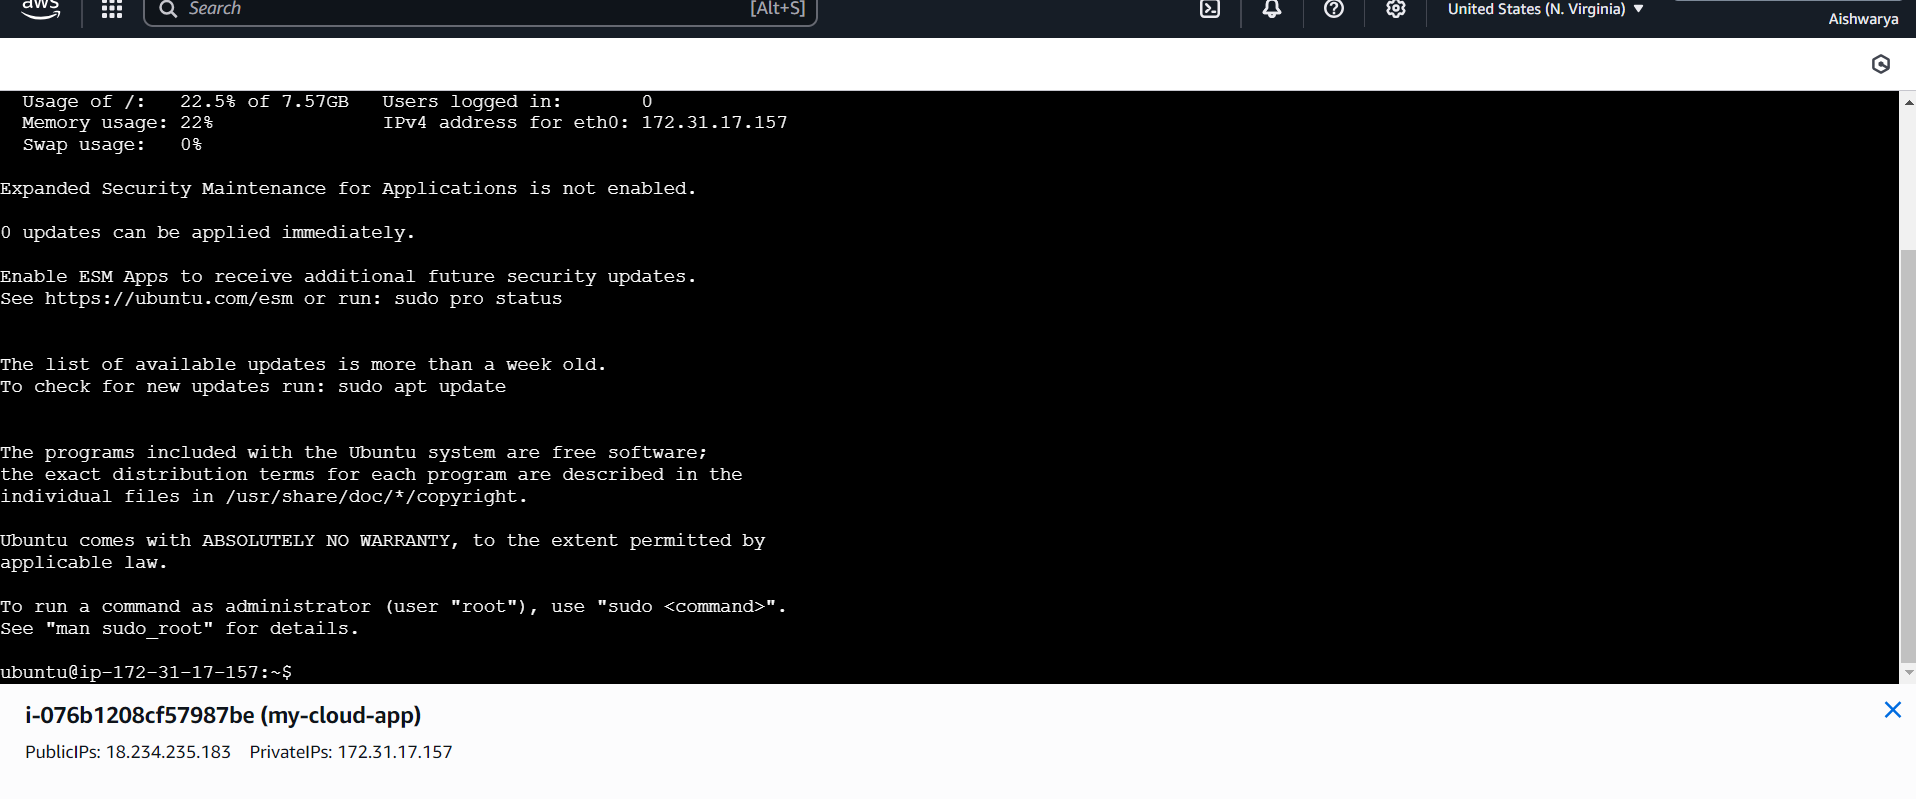 aws
Search [Alt+S]
United States (N. Virginia)
Aishwarya
Usage of /: 22.5% of 7.57GB Users logged in: 0
Memory usage: 22% IPv4 address for eth0: 172.31.17.157
Swap usage: 0%
Expanded Security Maintenance for Applications is not enabled.
0 updates can be applied immediately.
Enable ESM Apps to receive additional future security updates.
See https://ubuntu.com/esm or run: sudo pro status
The list of available updates is more than a week old.
To check for new updates run: sudo apt update
The programs included with the Ubuntu system are free software;
the exact distribution terms for each program are described in the
individual files in /usr/share/doc/*/copyright.
Ubuntu comes with ABSOLUTELY NO WARRANTY, to the extent permitted by
applicable law.
To run a command as administrator (user "root"), use "sudo <command>".
See "man sudo_root" for details.
ubuntu@ip-172-31-17-157:~$
i-076b1208cf57987be (my-cloud-app)
PublicIPs: 18.234.235.183 PrivateIPs: 172.31.17.157